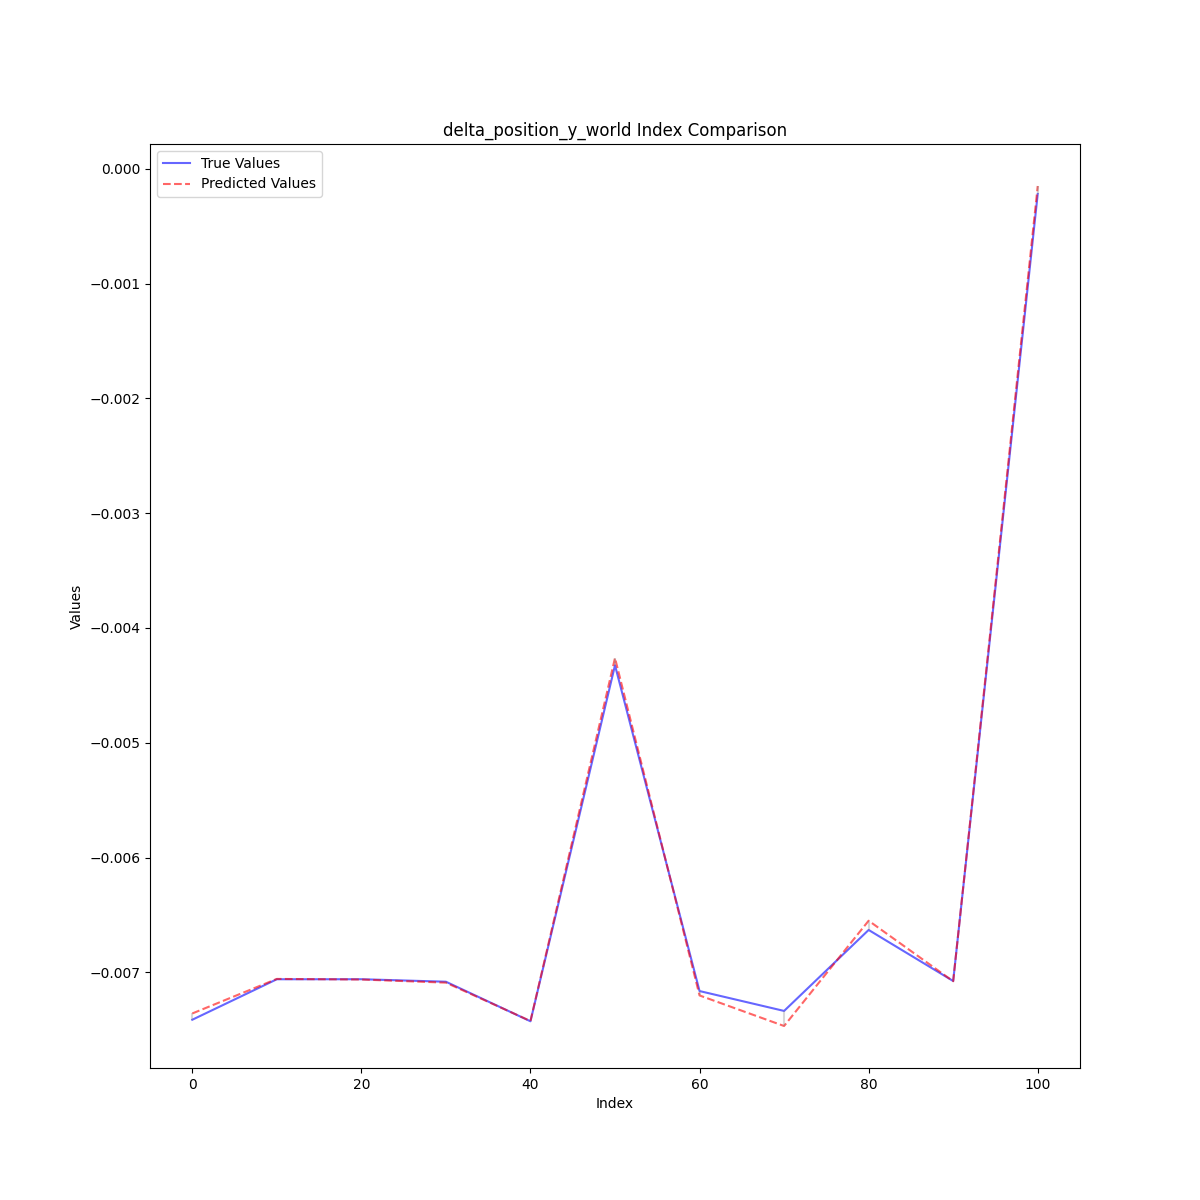 delta_position_y_world Index Comparison
True Values
Predicted Values
0.000
−0.001
−0.002
−0.003
−0.004
−0.005
−0.006
−0.007
Values
0 20 40 60 80 100
Index